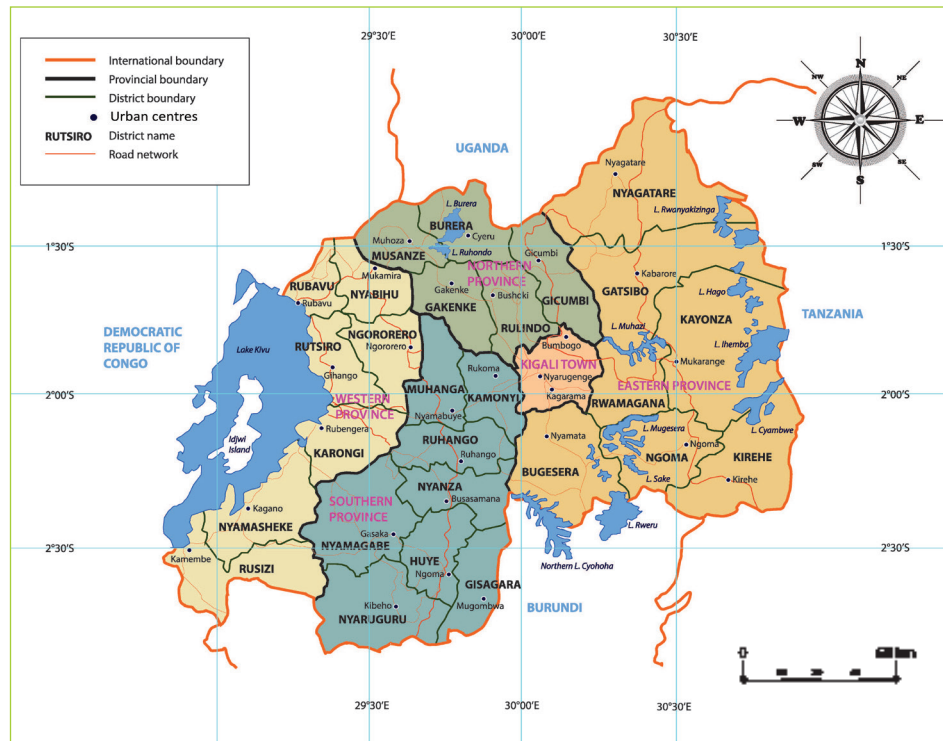 29°30'E
30°00'E
30°30'E
International boundary
Provincial boundary
District boundary
Urban centres
RUTSIRO District name
Road network
N
NE
E
SE
S
SW
W
NW
UGANDA
Nyagatare
NYAGATARE
L. Rwanyakizinga
L. Burera
BURERA
Cyeru
Muhoza
MUSANZE
L. Ruhondo
Gicumbi
1°30'S
1°30'S
NORTHERN
PROVINCE
Mukamira
RUBAVU
Rubavu
NYABIHU
Gakenke
Bushcki
GAKENKE
GICUMBI
Kabarore
GATSIBO
L. Hago
KAYONZA
TANZANIA
DEMOCRATIC
REPUBLIC OF
CONGO
Lake Kivu
RUTSIRO
NGORORERO
Ngororero
RULINDO
Bumbogo
L. Muhazi
L. Ihemba
Gihango
Rukoma
KIGALI TOWN
Nyarugenge
Mukarange
MUHANGA
KAMONYI
Kagarama
EASTERN PROVINCE
RWAMAGANA
2°00'S
2°00'S
WESTERN
PROVINCE
Nyamabuye
Rubengera
Idjwi
Island
KARONGI
RUHANGO
Ruhango
Nyamata
L. Mugesera
Ngoma
L. Cyambwe
BUGESERA
NGOMA
KIREHE
L. Sake
Kirehe
NYANZA
Busasamana
SOUTHERN
PROVINCE
Kagano
NYAMASHEKE
L. Rweru
Gasaka
NYAMAGABE
2°30'S
2°30'S
Kamembe
RUSIZI
HUYE
Ngoma
Northern L. Cyohoha
GISAGARA
Mugombwa
BURUNDI
Kibeho
NYARUGURU
29°30'E
30°00'E
30°30'E